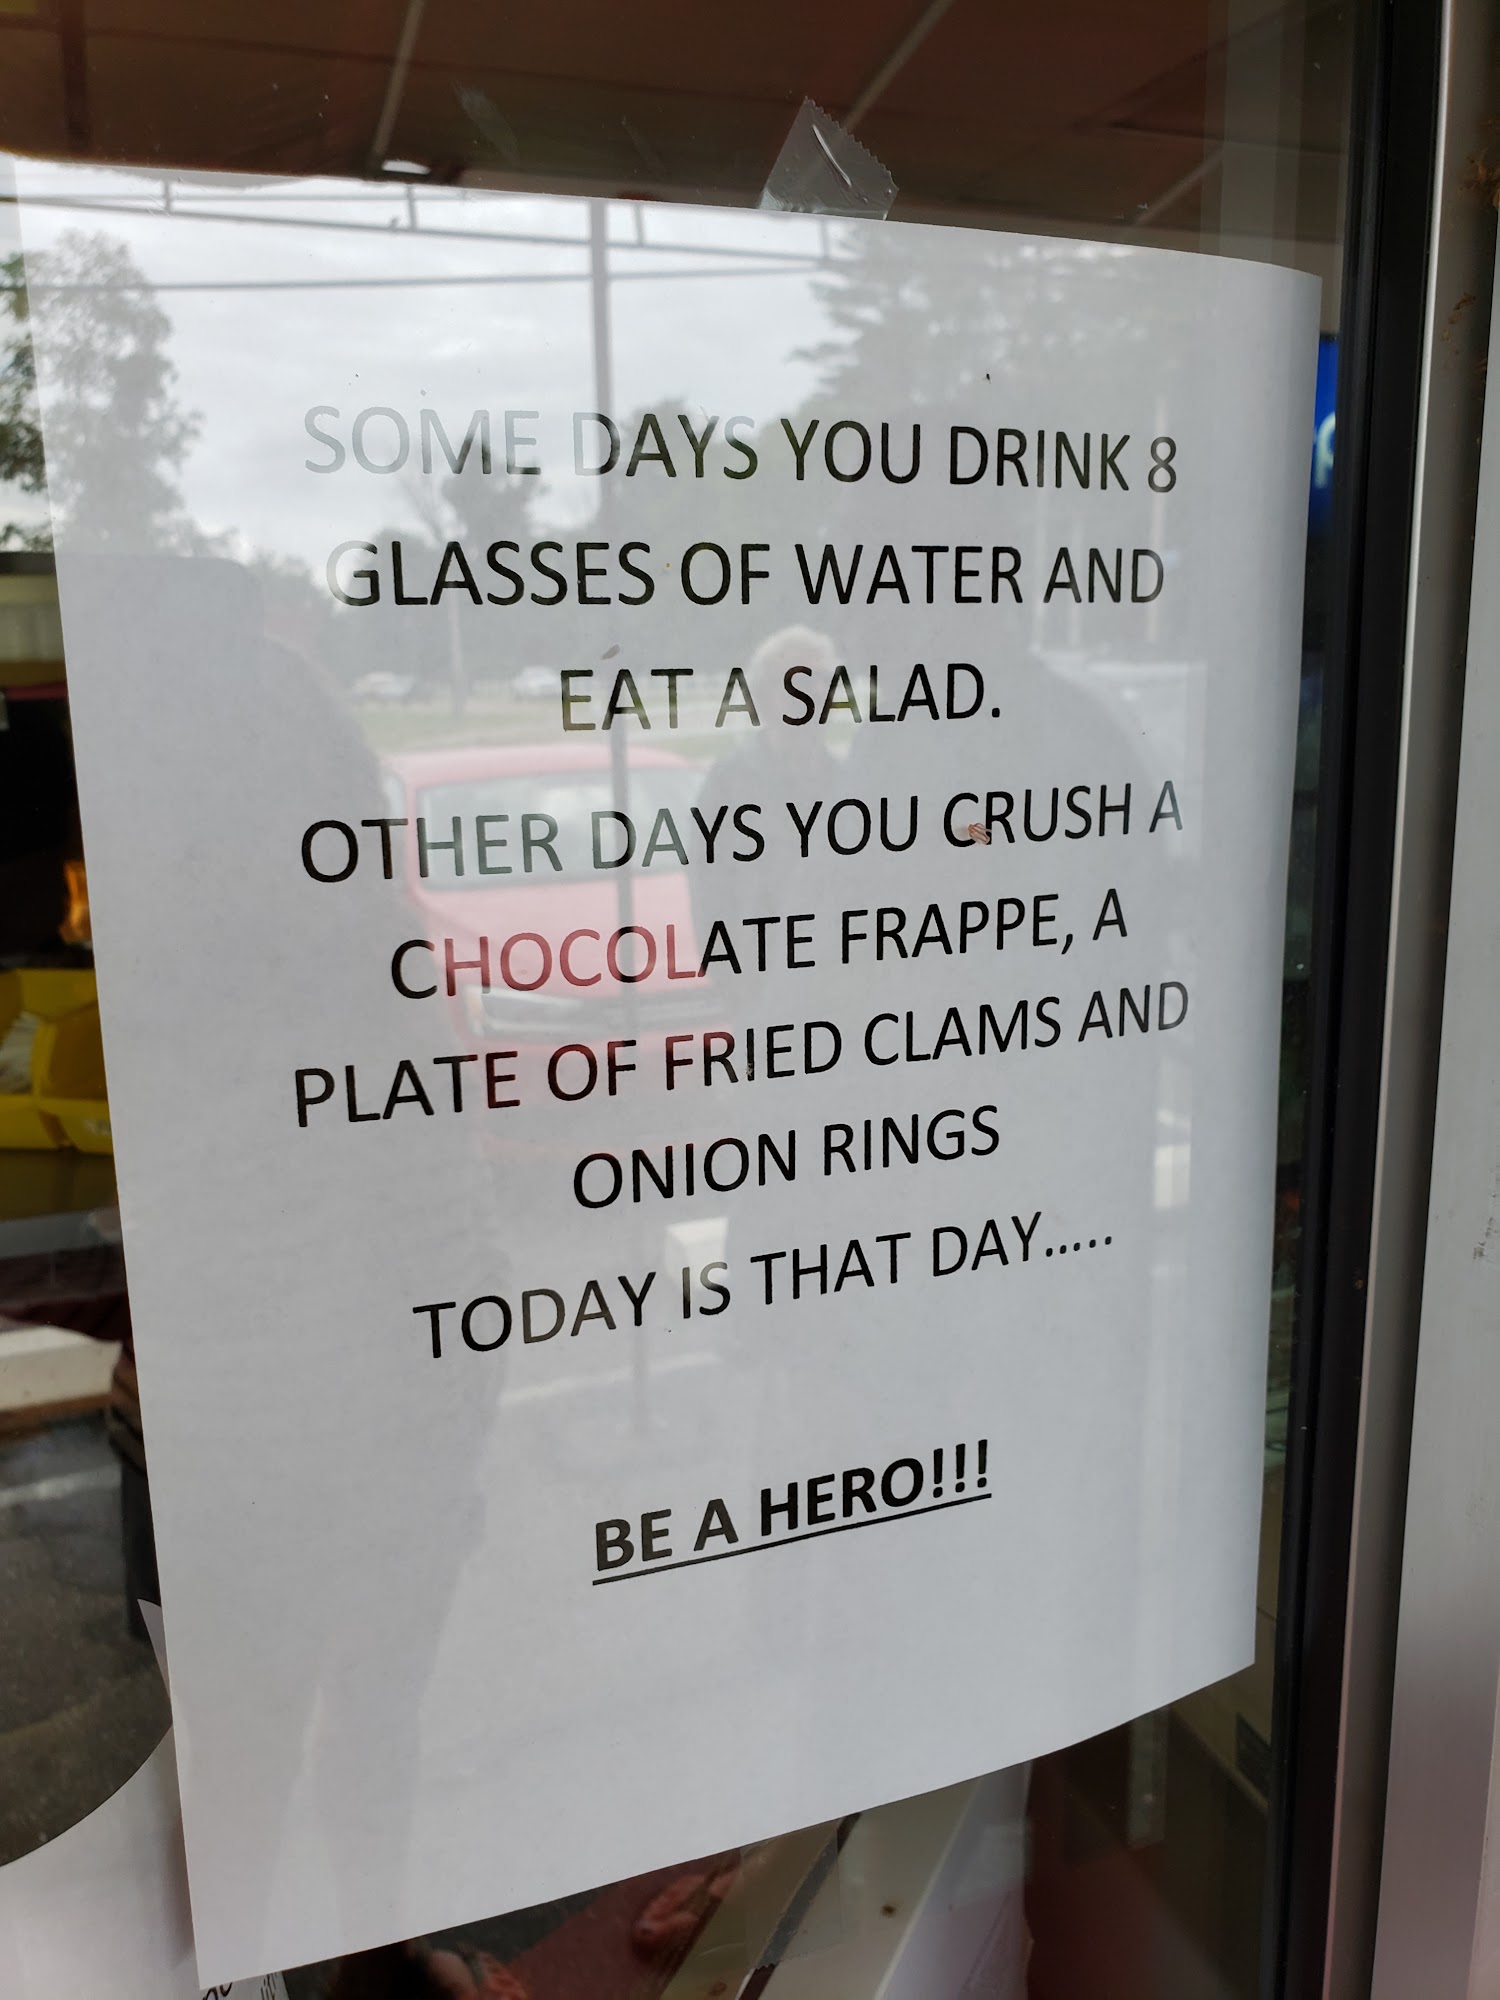 SOME DAYS YOU DRINK 8
GLASSES OF WATER AND
EAT A SALAD.
OTHER DAYS YOU CRUSH A
CHOCOLATE FRAPPE, A
PLATE OF FRIED CLAMS AND
ONION RINGS
TODAY IS THAT DAY.....
BE A HERO!!!